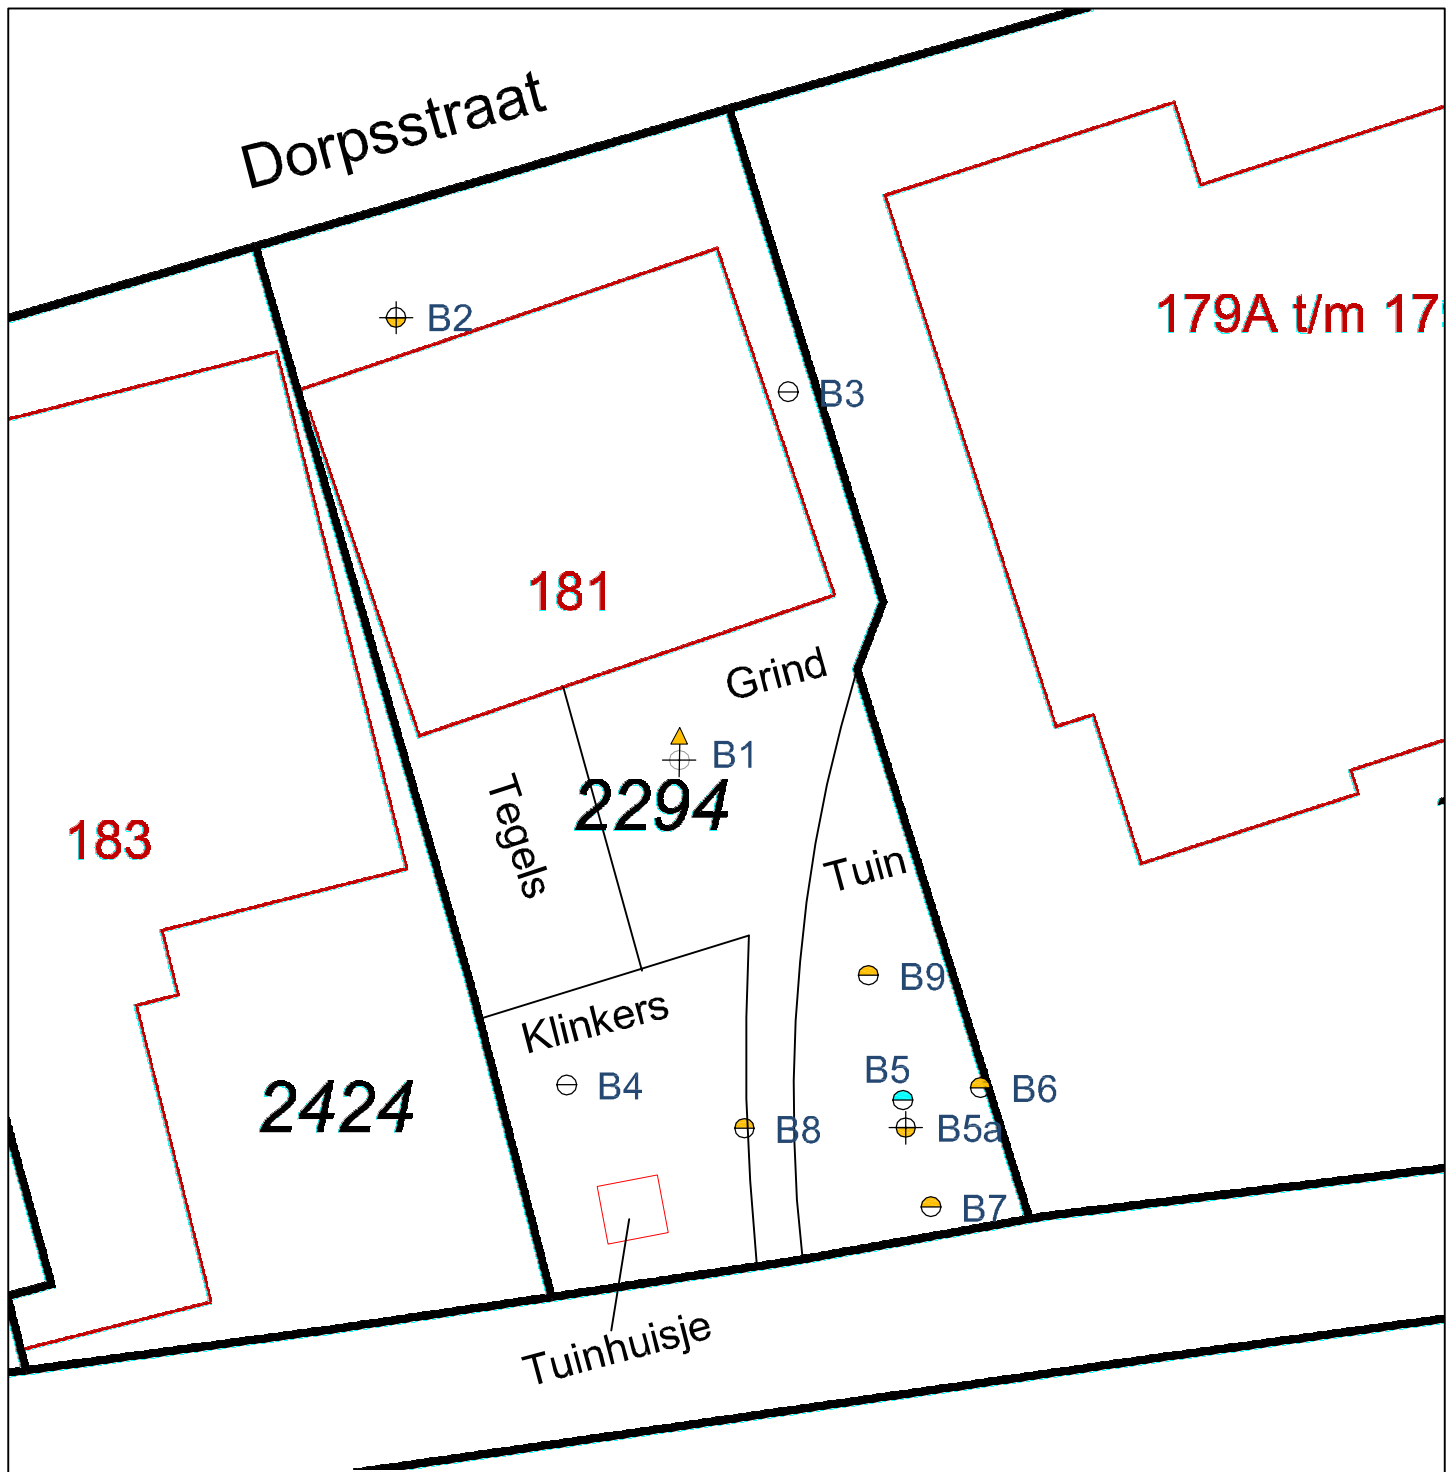 Dorpsstraat
B2
179A t/m 17
B3
181
Grind
B1
2294
Tegels
183
Tuin
B9
Klinkers
B5
B4
B6
2424
B8
B5a
B7
Tuinhuisje